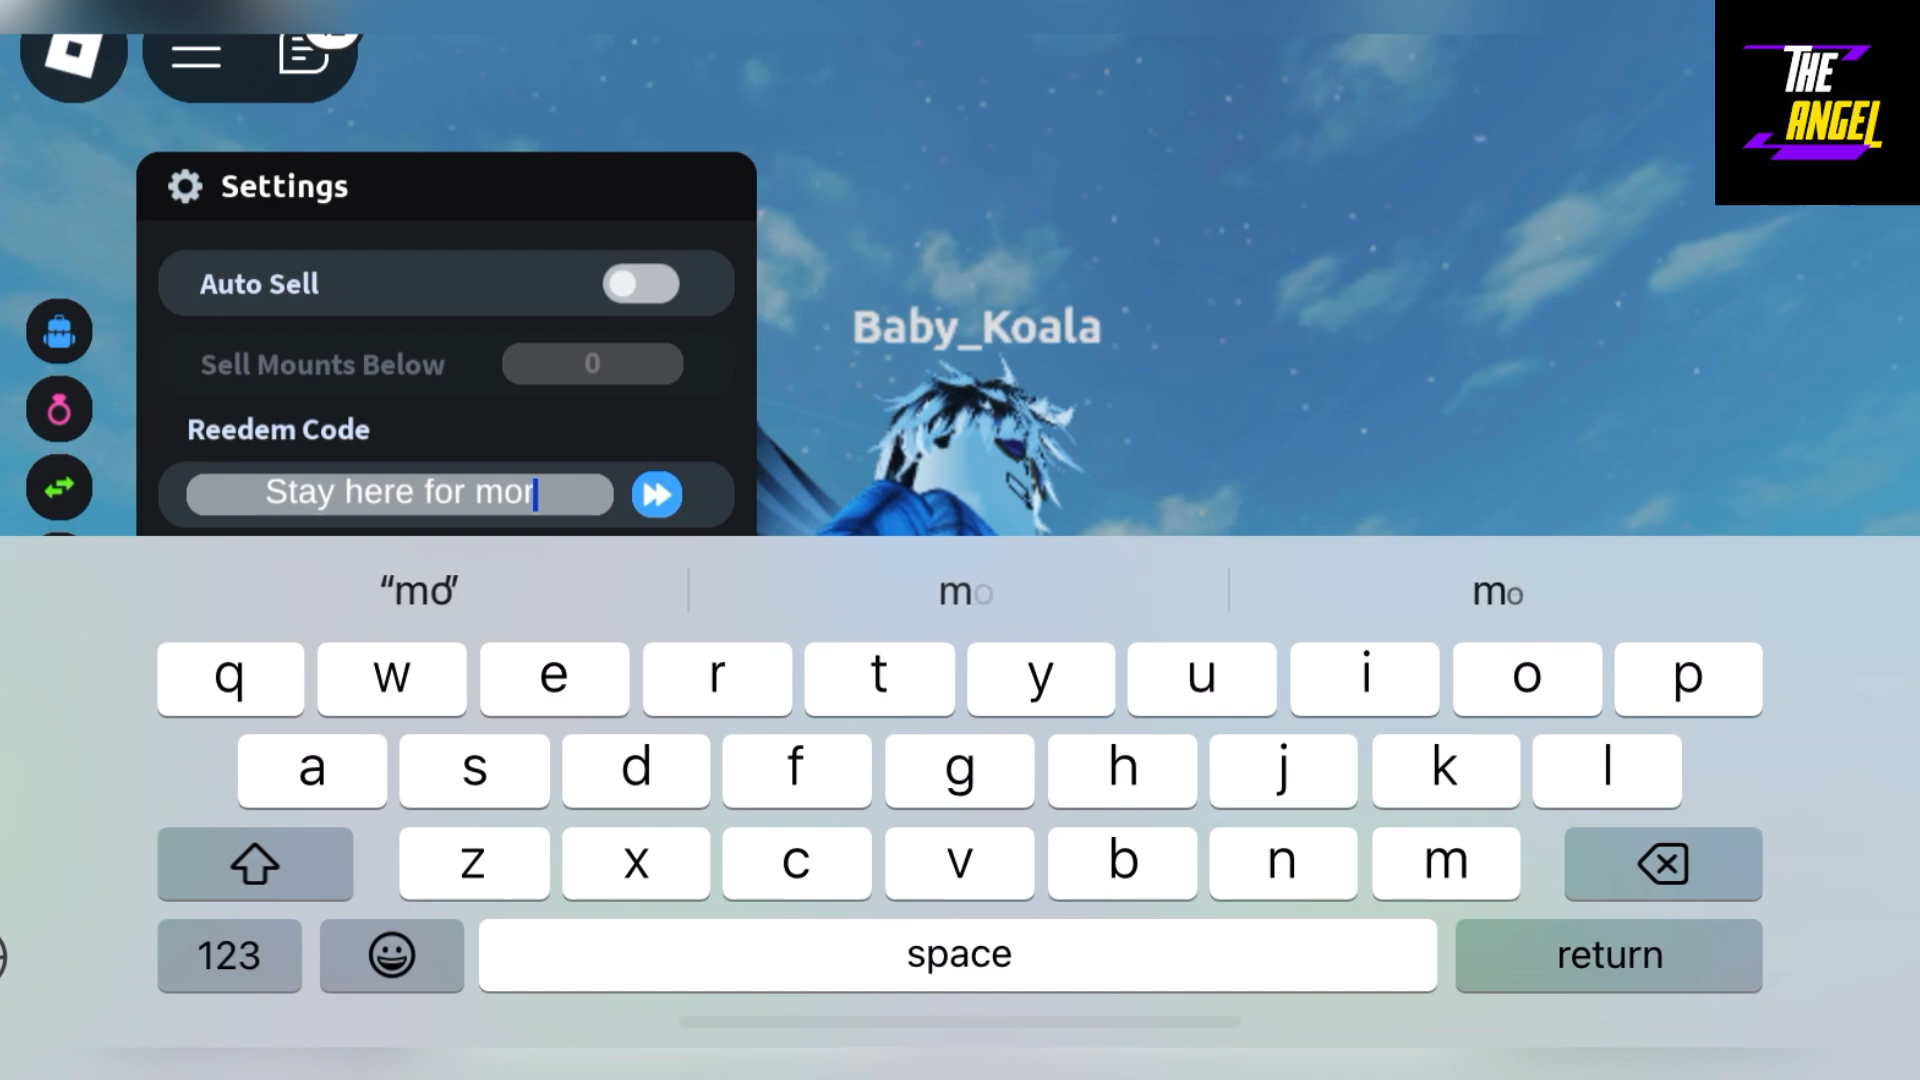 THE
ANGEL
Settings
Auto Sell
Sell Mounts Below 0
Baby_Koala
Reedem Code
Stay here for mor
“mo” mo mo
q w e r t y u i o p
a s d f g h j k l
z x c v b n m
123 space return